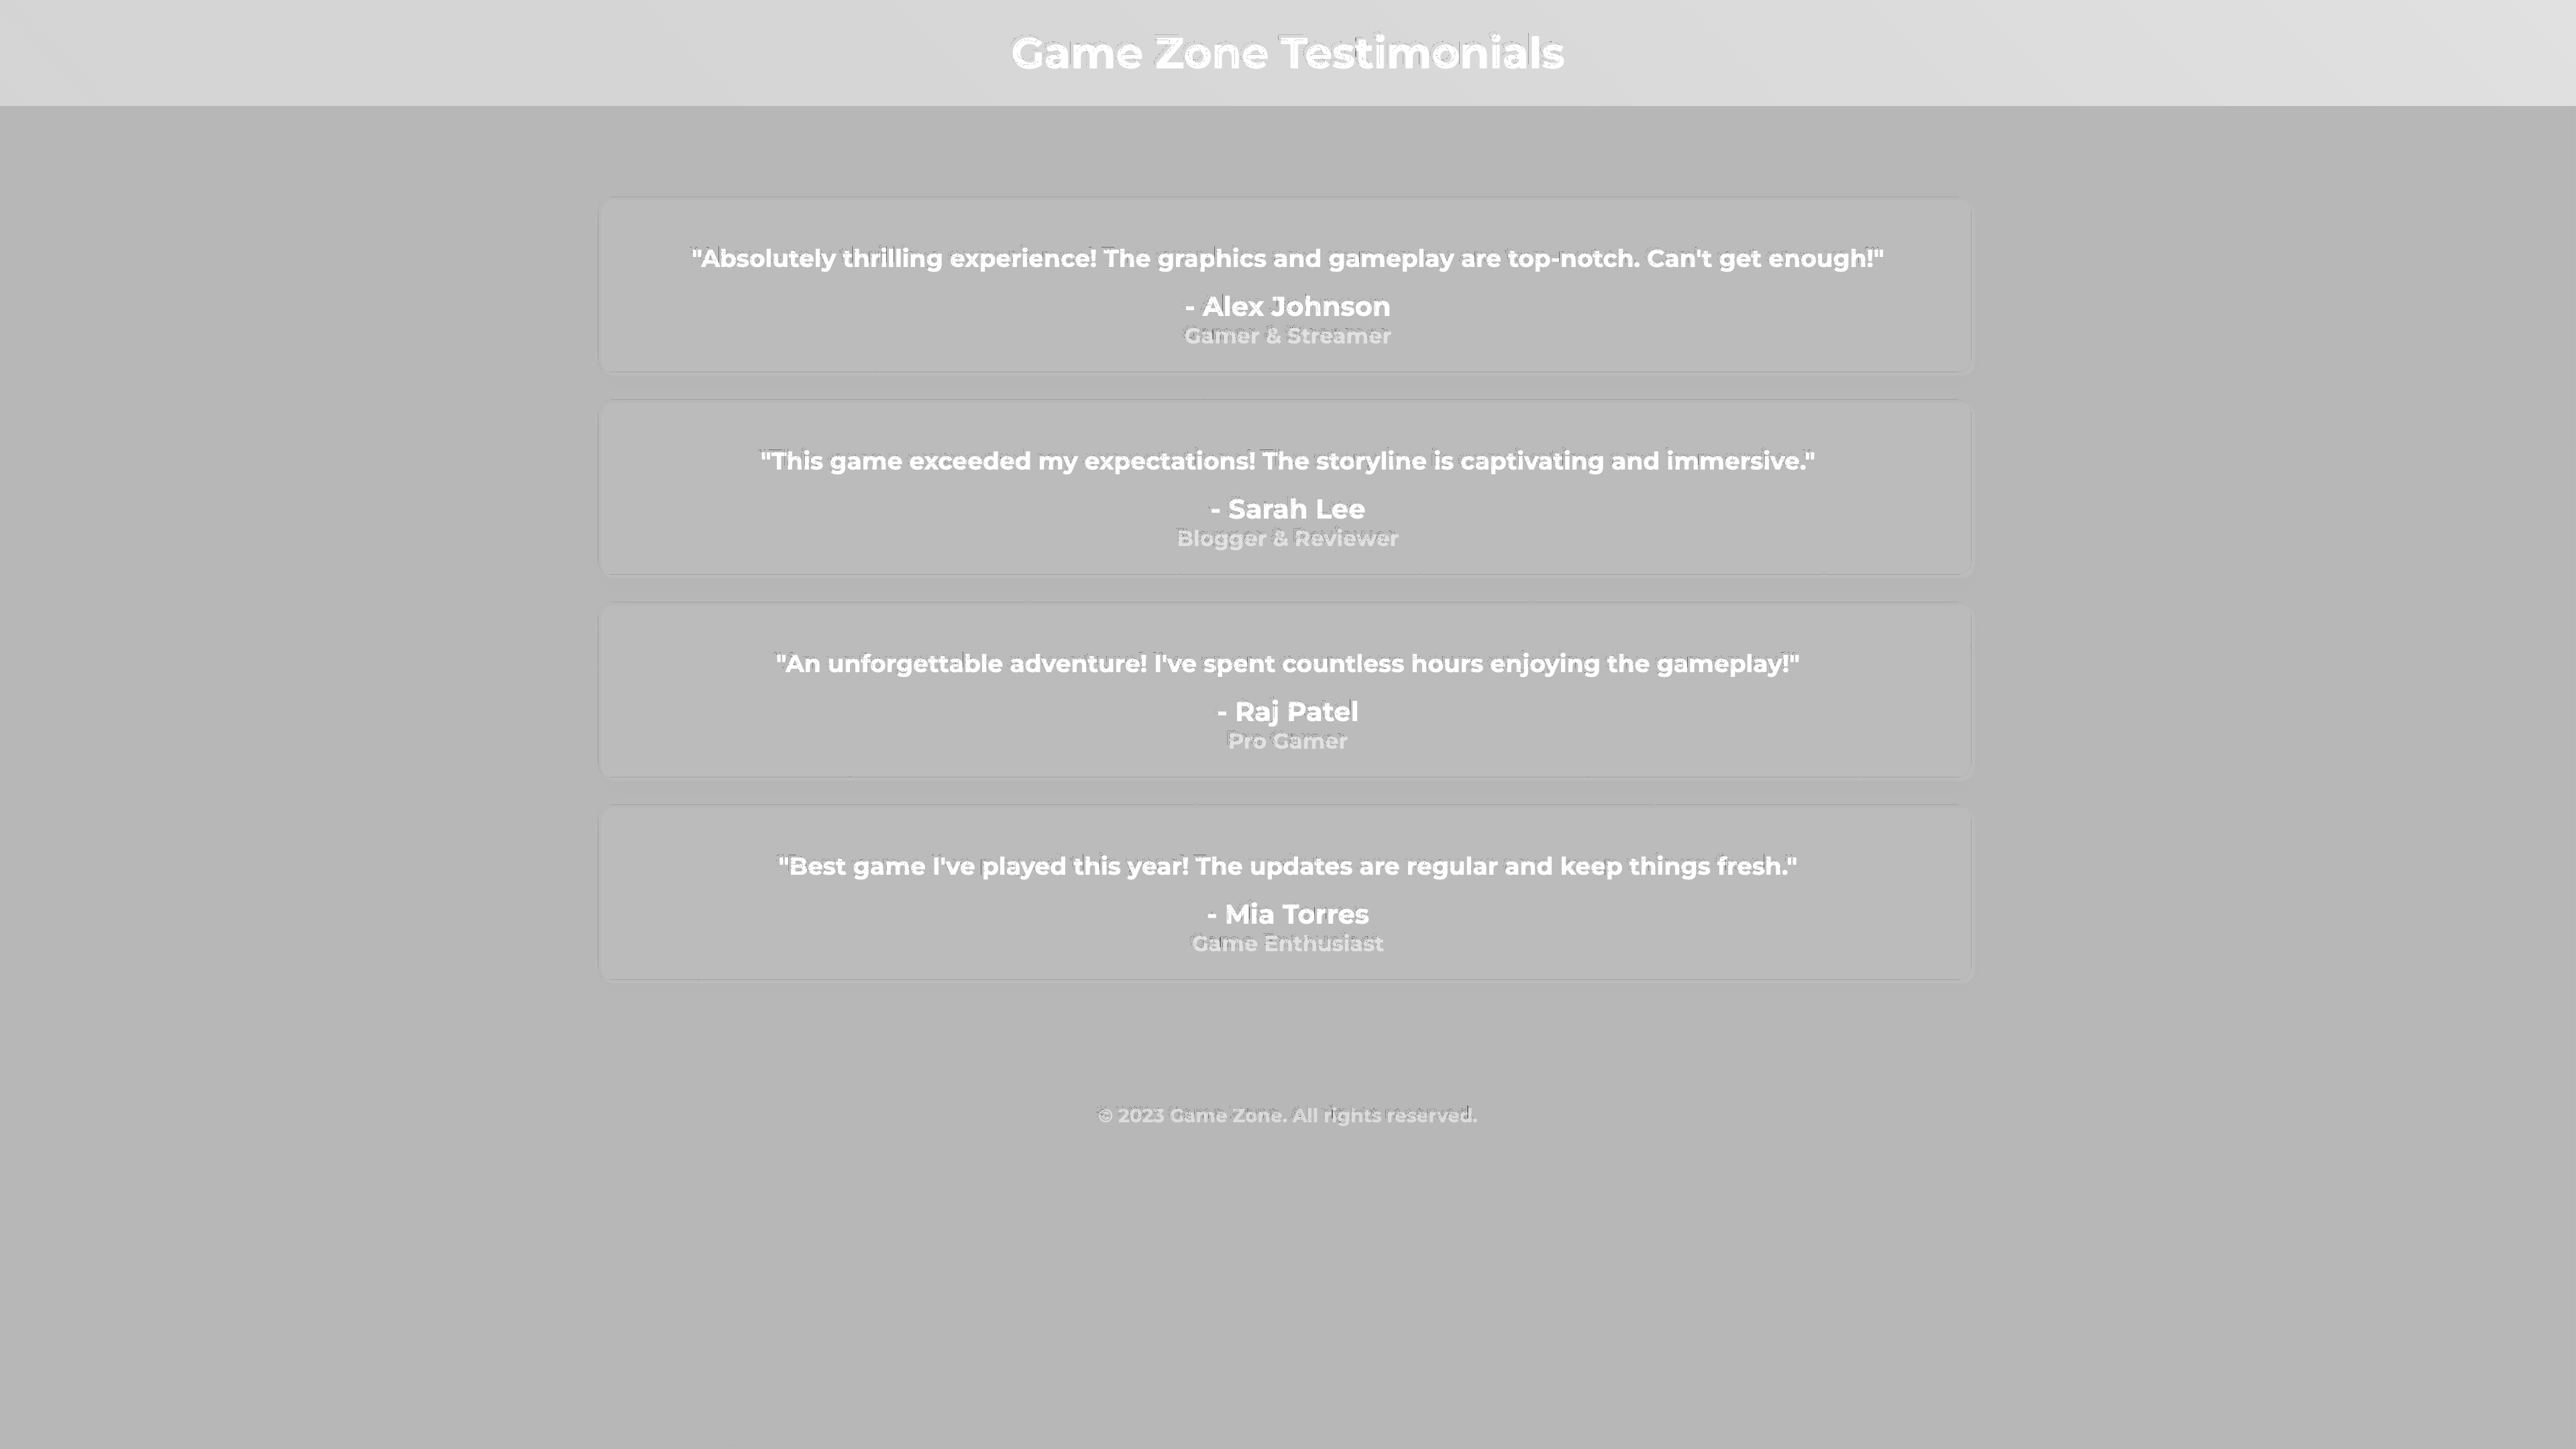 Game Zone Testimonials
"Absolutely thrilling experience! The graphics and gameplay are top-notch. Can't get enough!"
- Alex Johnson
Gamer & Streamer
"This game exceeded my expectations! The storyline is captivating and immersive."
- Sarah Lee
Blogger & Reviewer
"An unforgettable adventure! I've spent countless hours enjoying the gameplay!"
- Raj Patel
Pro Gamer
"Best game I've played this year! The updates are regular and keep things fresh."
- Mia Torres
Game Enthusiast
© 2023 Game Zone. All rights reserved.